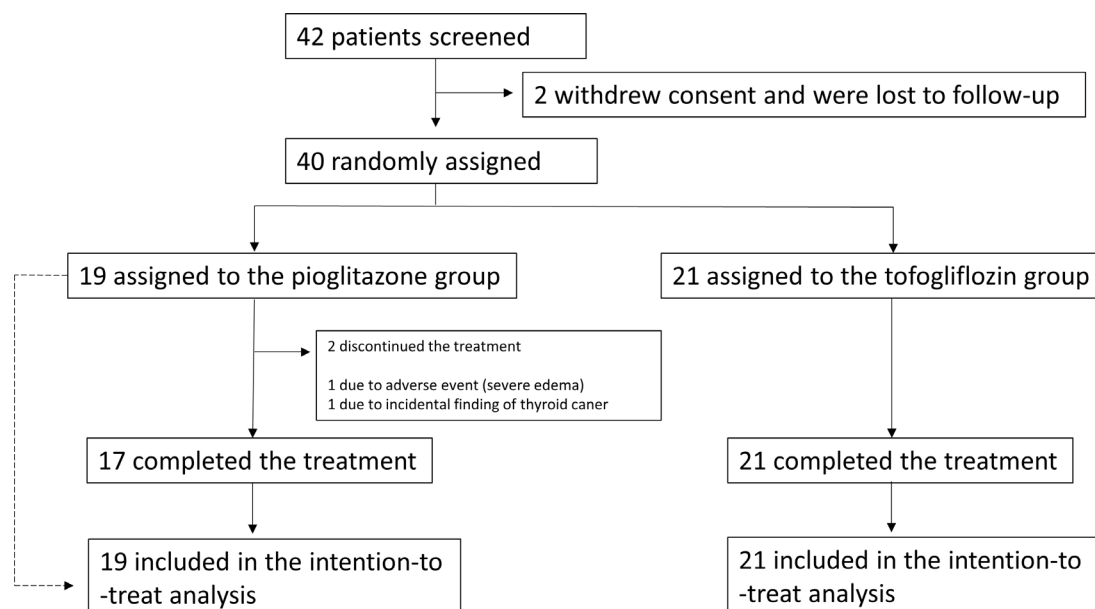 42 patients screened
2 withdrew consent and were lost to follow-up
40 randomly assigned
19 assigned to the pioglitazone group
21 assigned to the tofogliflozin group
2 discontinued the treatment
1 due to adverse event (severe edema)
1 due to incidental finding of thyroid caner
17 completed the treatment
21 completed the treatment
19 included in the intention-to
-treat analysis
21 included in the intention-to
-treat analysis